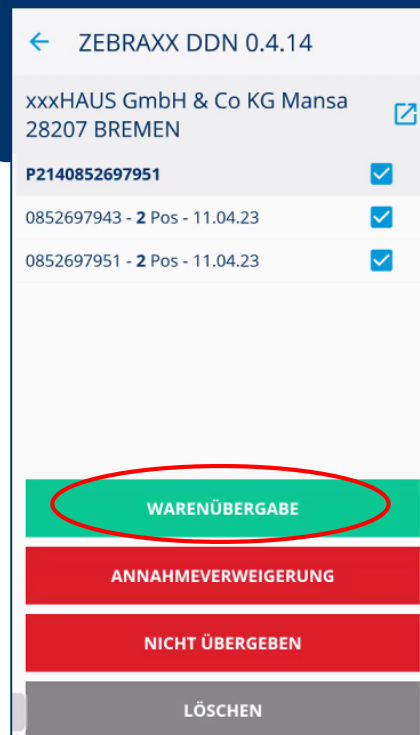 ZEBRAXX DDN 0.4.14
xxxHAUS GmbH & Co KG Mansa
28207 BREMEN
P2140852697951
0852697943 - 2 Pos - 11.04.23
0852697951 - 2 Pos - 11.04.23
WARENÜBERGABE
ANNAHMEVERWEIGERUNG
NICHT ÜBERGEBEN
LÖSCHEN